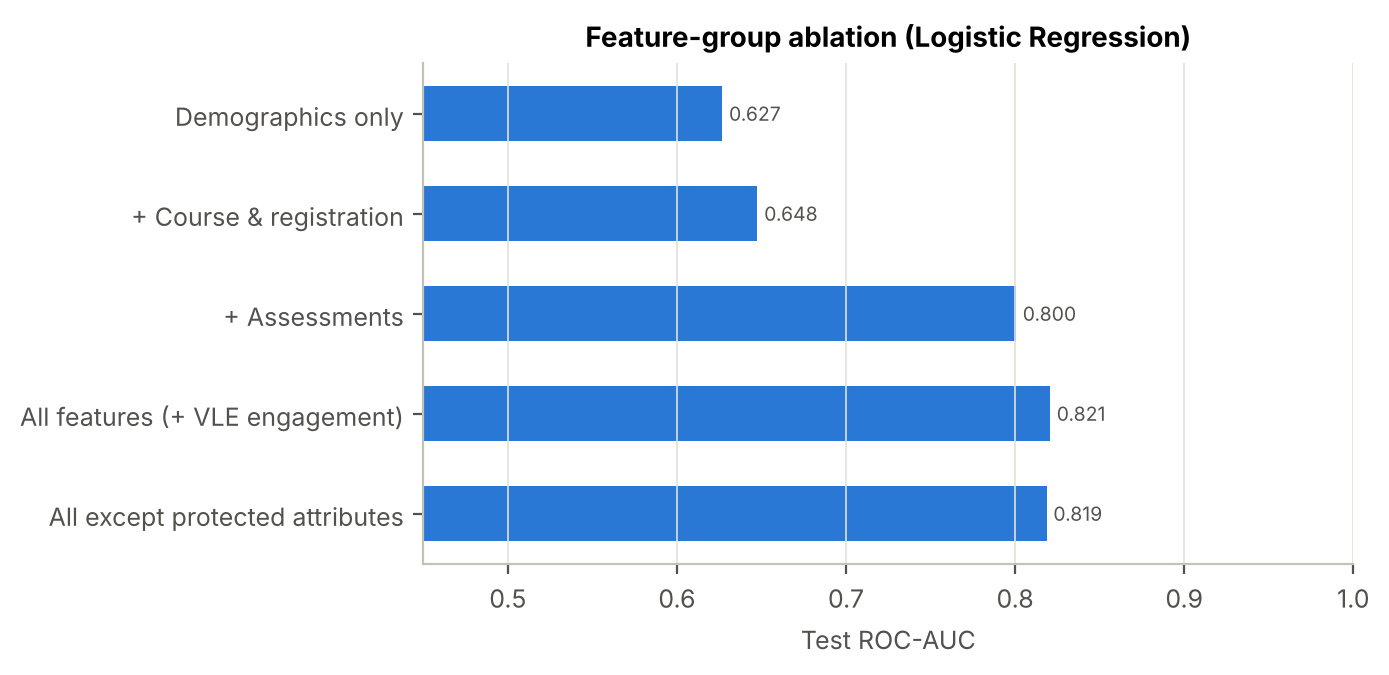 Feature-group ablation (Logistic Regression)
Demographics only
0.627
+ Course & registration
0.648
+ Assessments
0.800
All features (+ VLE engagement)
0.821
All except protected attributes
0.819
0.5 0.6 0.7 0.8 0.9 1.0
Test ROC-AUC